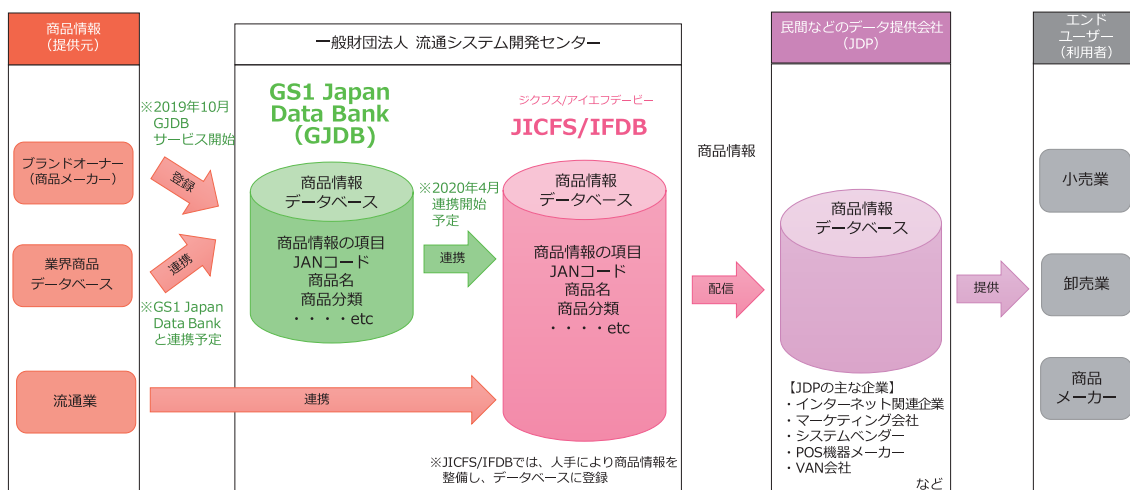 商品情報
（提供元）
ブランドオーナー
（商品メーカー）
業界商品
データベース
流通業
※2019年10月
GJDB
サービス開始
登録
連携
※GS1 Japan
Data Bank
と連携予定
連携
一般財団法人 流通システム開発センター
GS1 Japan
Data Bank
（GJDB）
商品情報
データベース
商品情報の項目
JANコード
商品名
商品分類
・・・・etc
※2020年4月
連携開始
予定
連携
ジクフス/アイエフデービー
JICFS/IFDB
商品情報
データベース
商品情報の項目
JANコード
商品名
商品分類
・・・・etc
※JICFS/IFDBでは、人手により商品情報を
整備し、データベースに登録
商品情報
配信
民間などのデータ提供会社
（JDP）
商品情報
データベース
【JDPの主な企業】
・インターネット関連企業
・マーケティング会社
・システムベンダー
・POS機器メーカー
・VAN会社
など
提供
エンド
ユーザー
（利用者）
小売業
卸売業
商品
メーカー